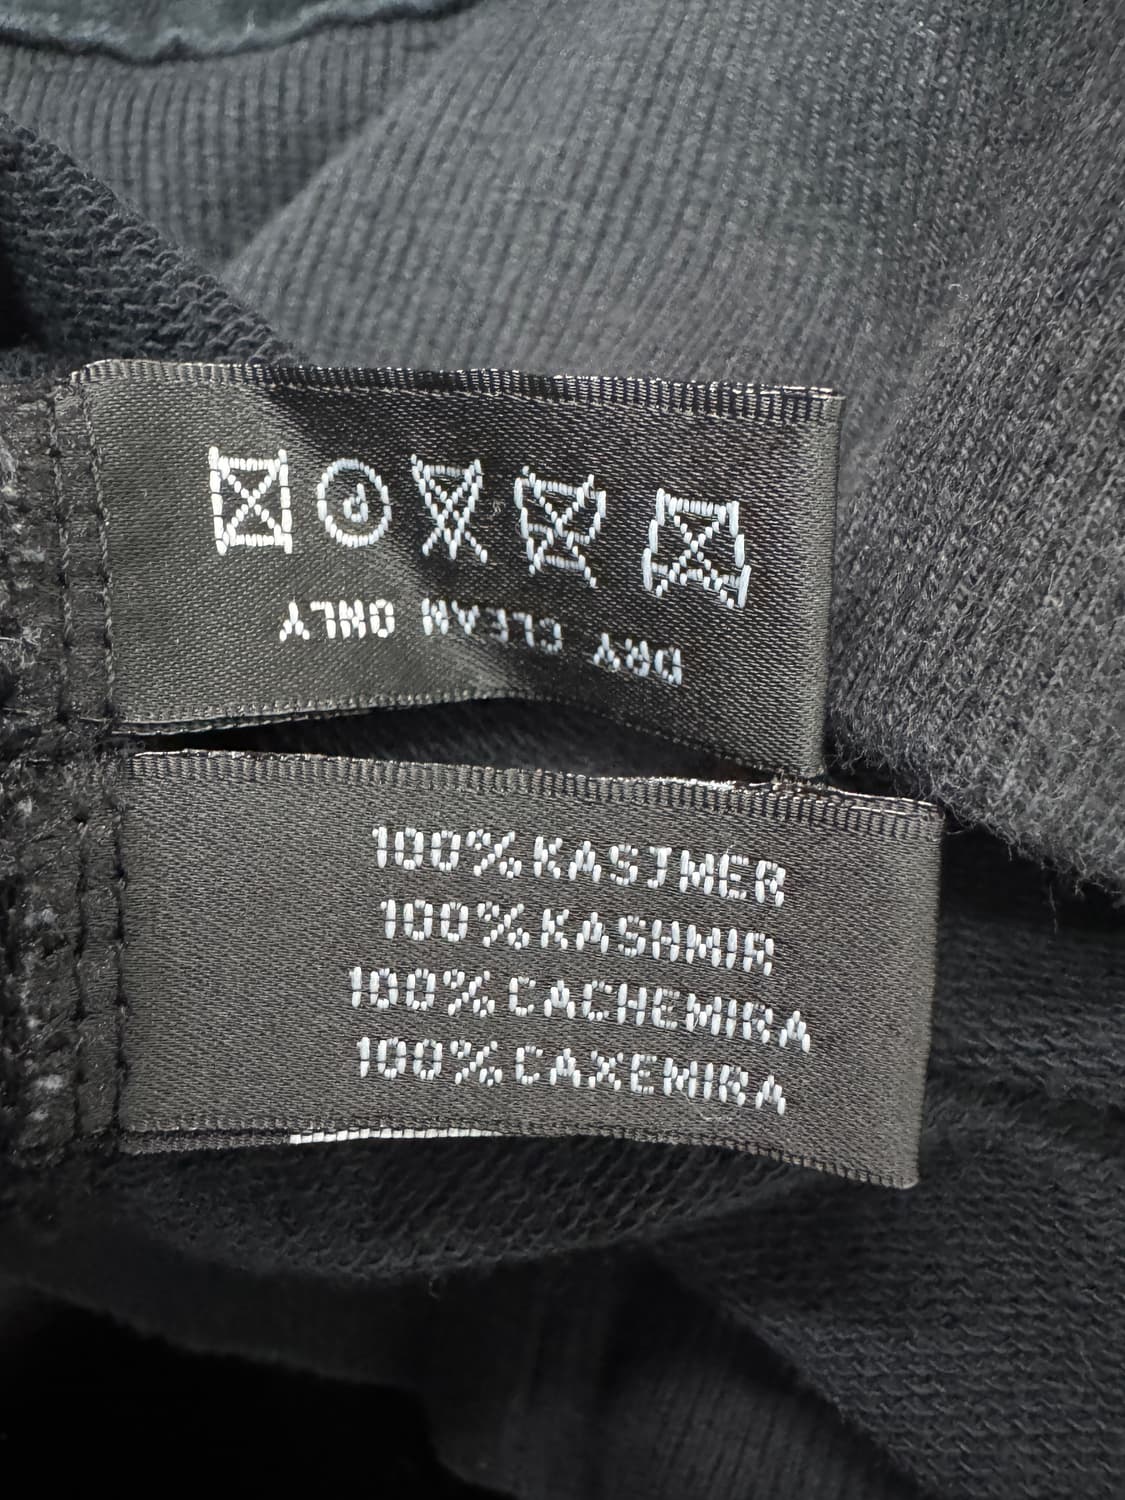 DRY CLEAN ONLY
100%KASJMER
100%KASHMIR
100%CACHEMIRA
100%CAXEMIRA